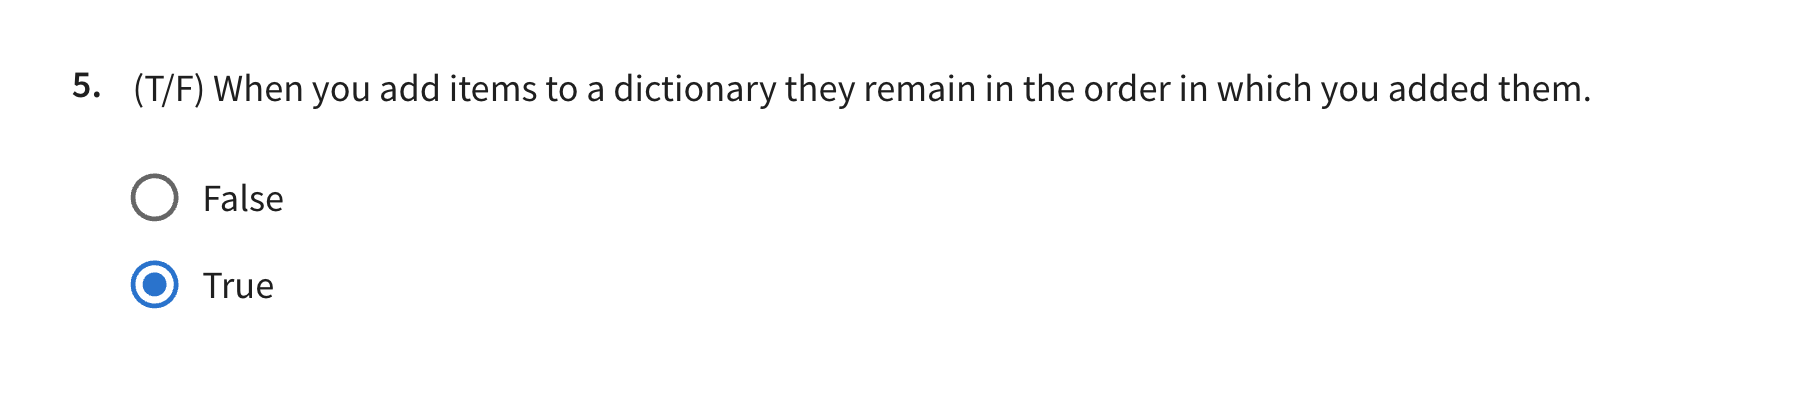 5. (T/F) When you add items to a dictionary they remain in the order in which you added them.
False
True